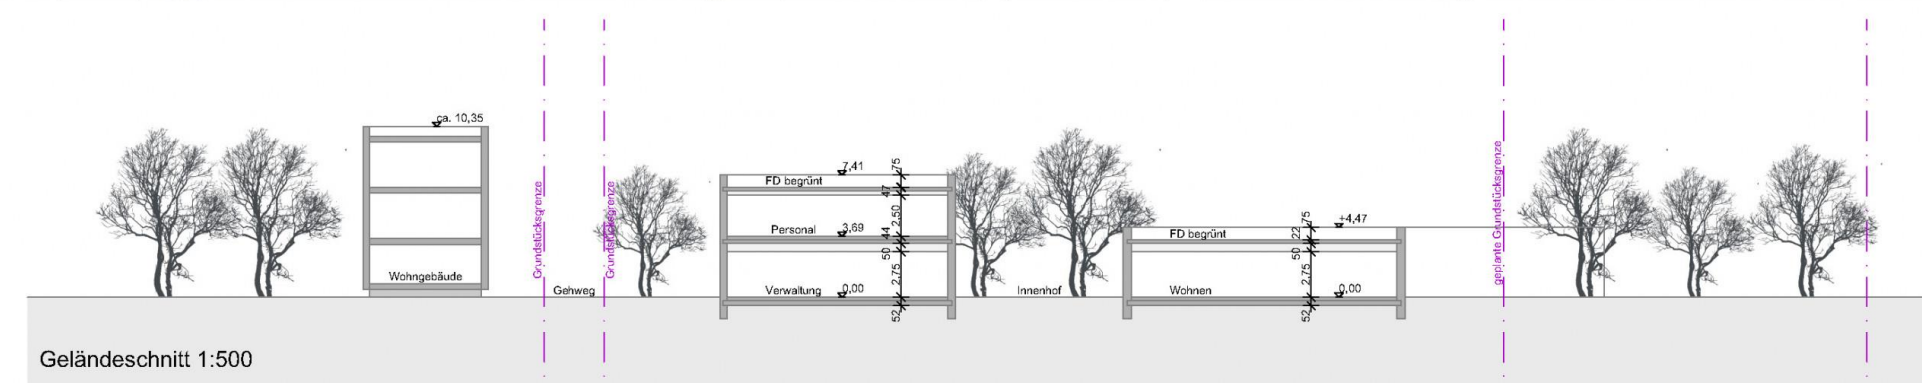 ca. 10,35
Wohngebäude
Grundstücksgrenze
Gehweg
Grundstücksgrenze
7,41
75
FD begrünt
47
2,50
Personal
3,69
44
50
2,75
Verwaltung
0,00
52
Innenhof
+4,47
75
FD begrünt
22
50
2,75
Wohnen
0,00
52
geplante Grundstücksgrenze
Geländeschnitt 1:500